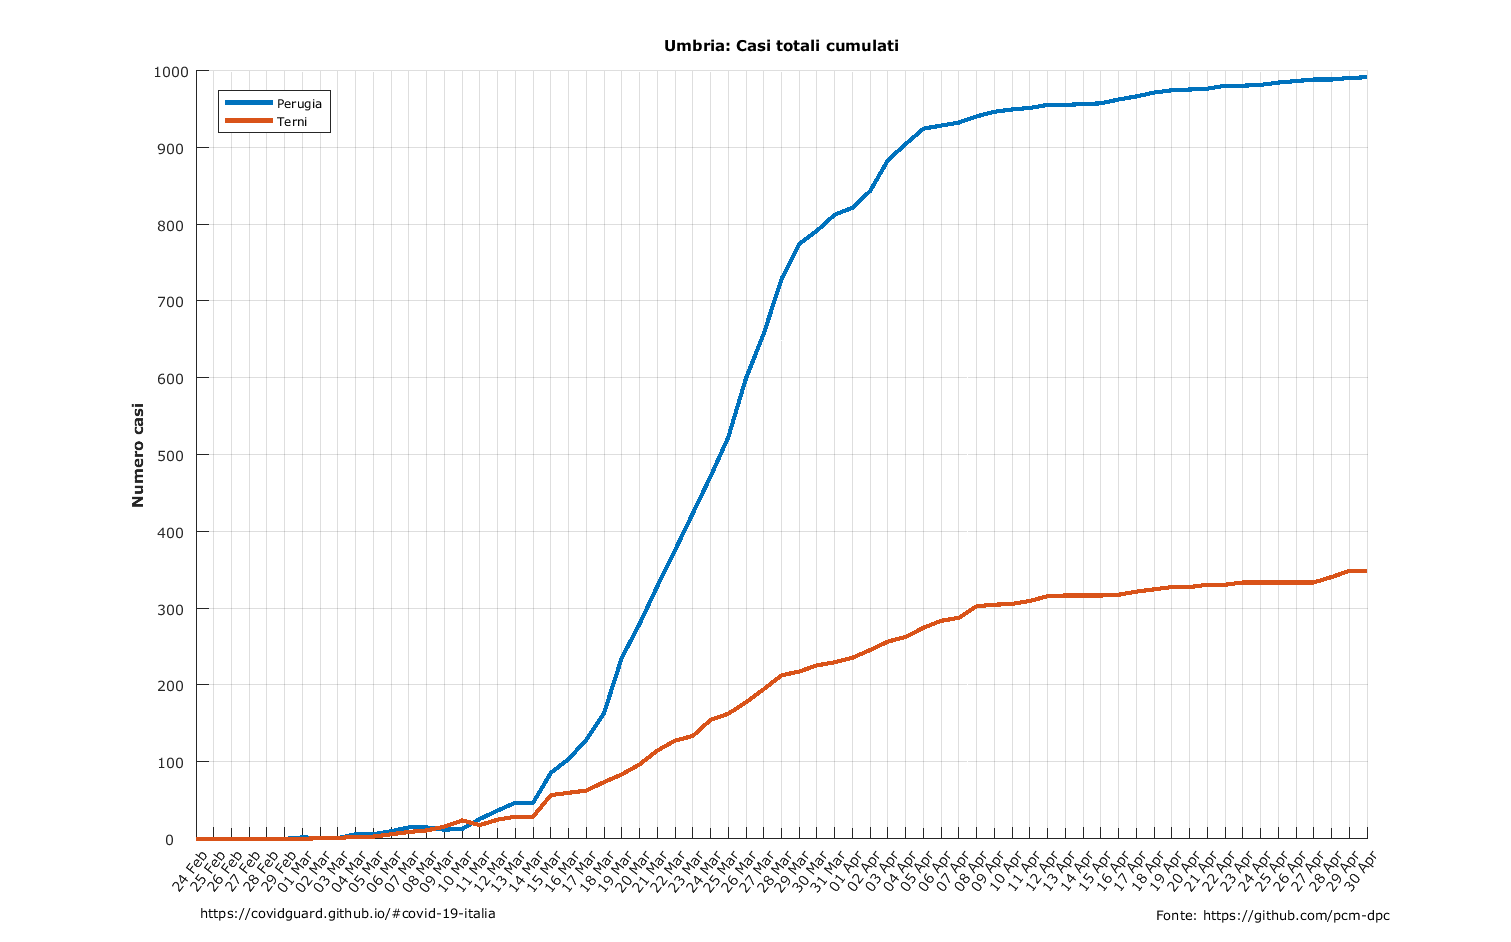 Umbria: Casi totali cumulati
Perugia
Terni
Numero casi
1000
900
800
700
600
500
400
300
200
100
0
24 Feb
25 Feb
26 Feb
27 Feb
28 Feb
29 Feb
01 Mar
02 Mar
03 Mar
04 Mar
05 Mar
06 Mar
07 Mar
08 Mar
09 Mar
10 Mar
11 Mar
12 Mar
13 Mar
14 Mar
15 Mar
16 Mar
17 Mar
18 Mar
19 Mar
20 Mar
21 Mar
22 Mar
23 Mar
24 Mar
25 Mar
26 Mar
27 Mar
28 Mar
29 Mar
30 Mar
31 Mar
01 Apr
02 Apr
03 Apr
04 Apr
05 Apr
06 Apr
07 Apr
08 Apr
09 Apr
10 Apr
11 Apr
12 Apr
13 Apr
14 Apr
15 Apr
16 Apr
17 Apr
18 Apr
19 Apr
20 Apr
21 Apr
22 Apr
23 Apr
24 Apr
25 Apr
26 Apr
27 Apr
28 Apr
29 Apr
30 Apr
https://covidguard.github.io/#covid-19-italia
Fonte: https://github.com/pcm-dpc